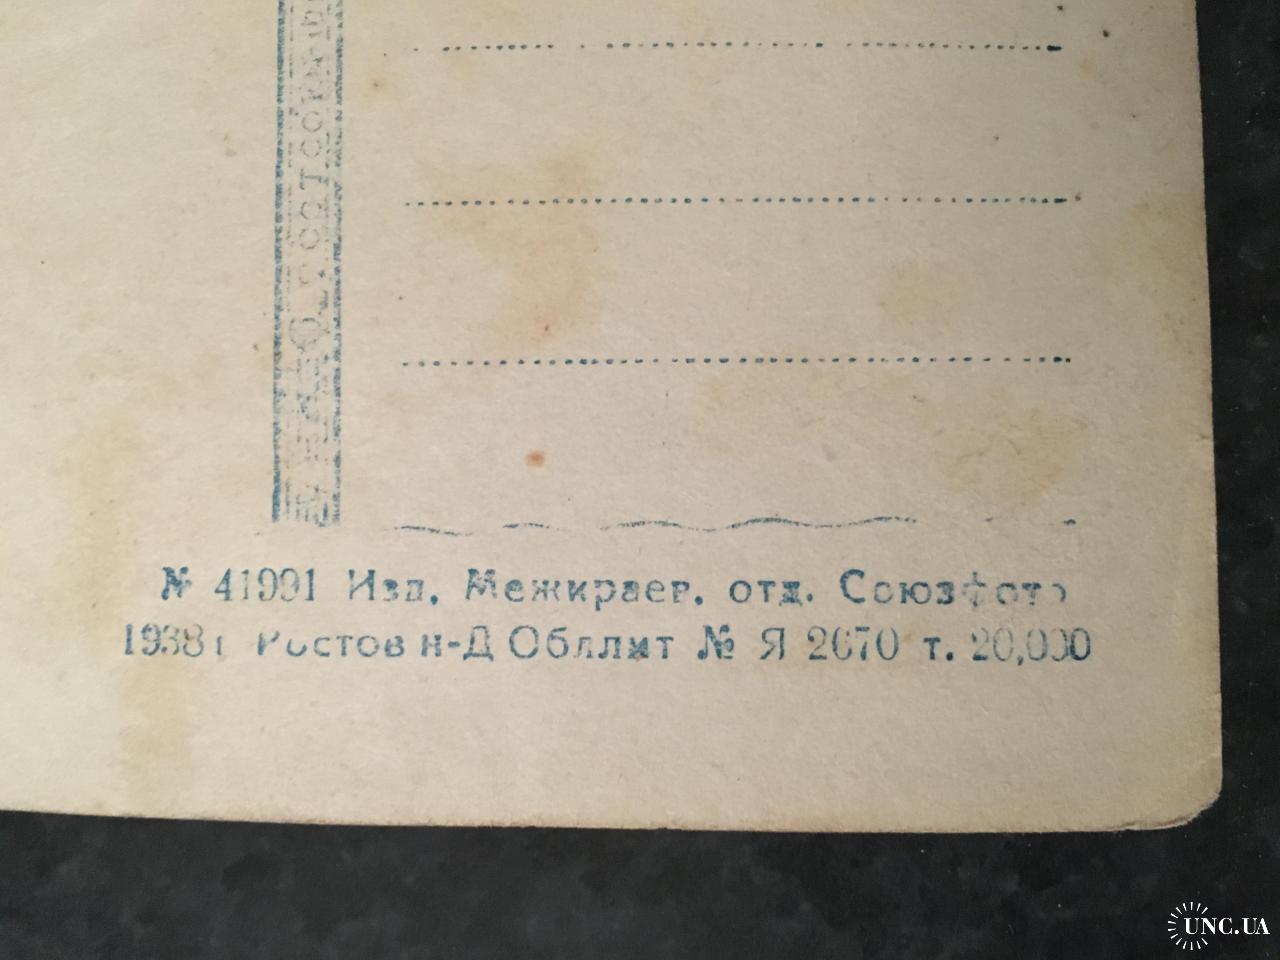 № 41991 Изд. Межкраев. отд. Союзфото
1938 г Ростов н-Д Обллит № Я 2670 т. 20,000
UNC.UA